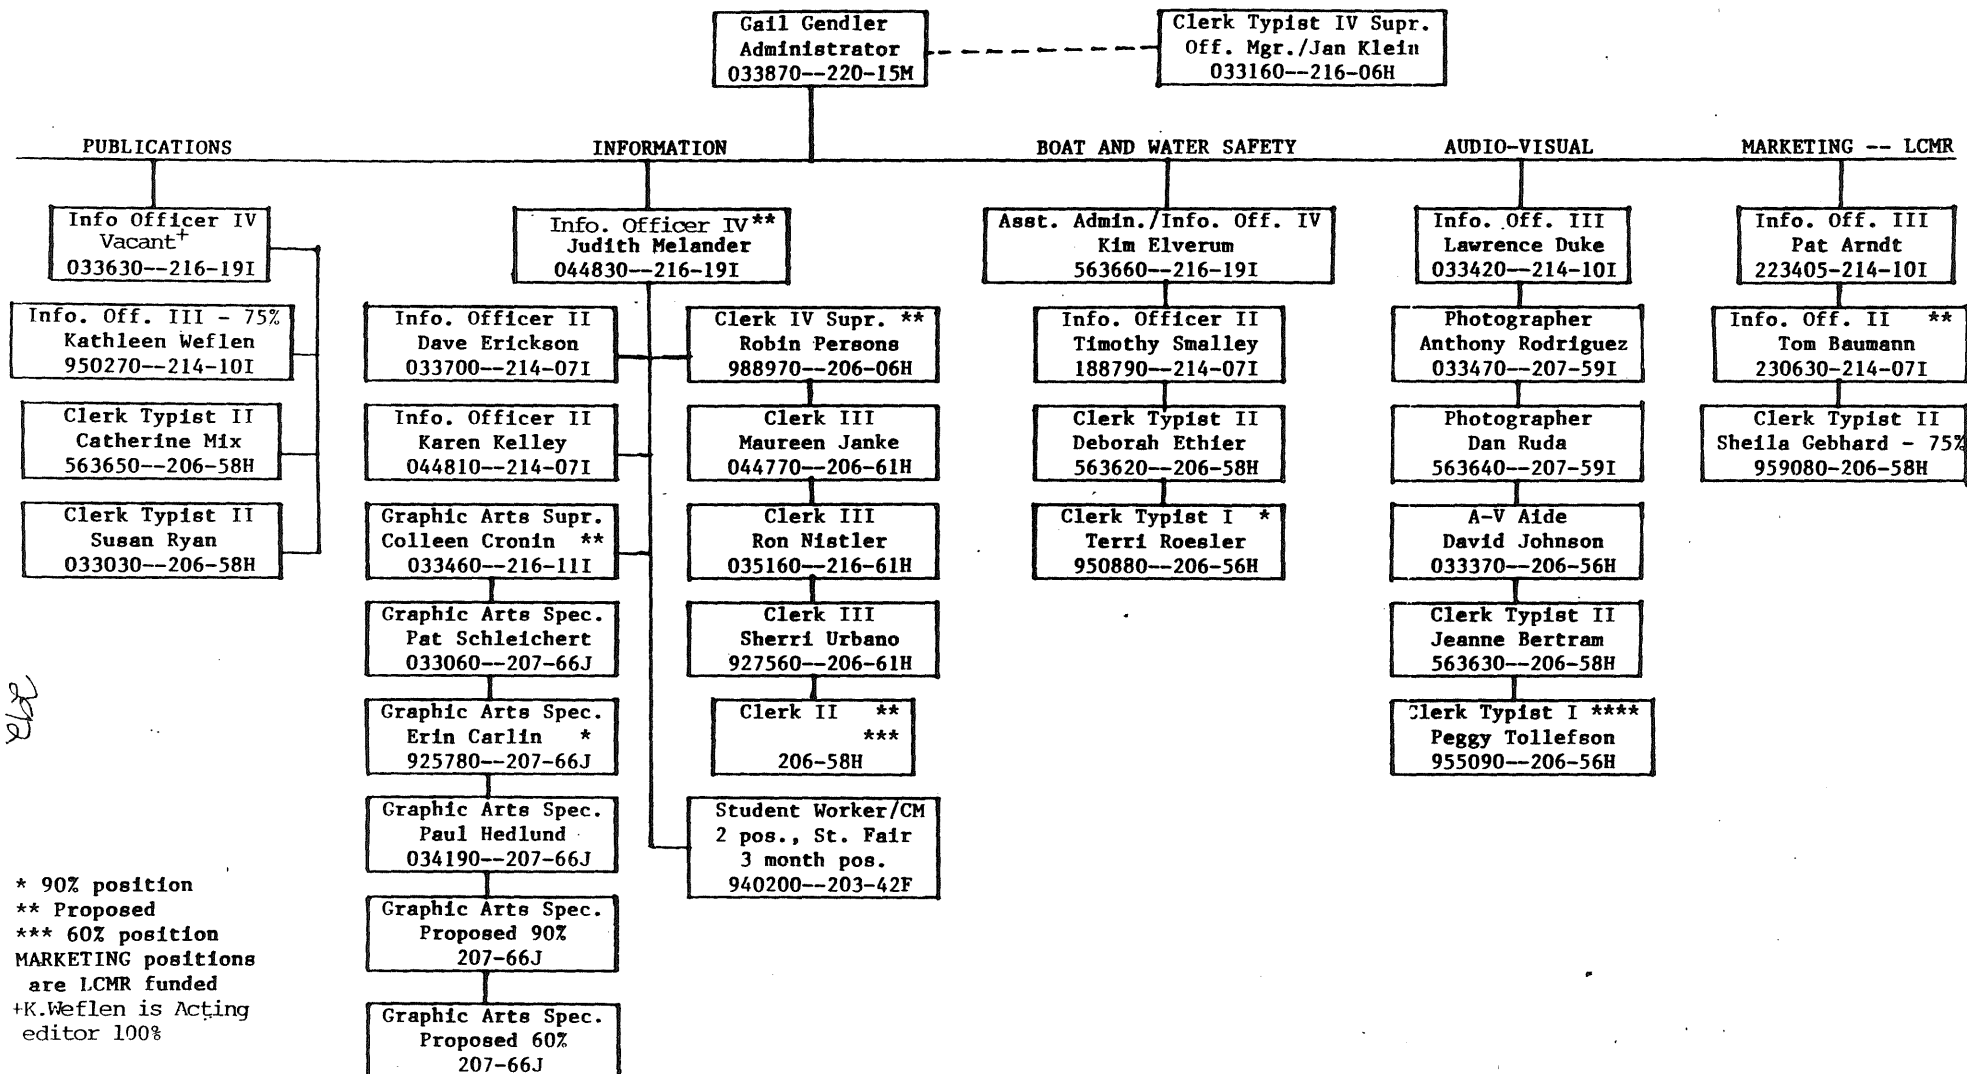 Gail Gendler
Administrator
033870--220-15M
Clerk Typist IV Supr.
Off. Mgr./Jan Klein
033160--216-06H
PUBLICATIONS
INFORMATION
BOAT AND WATER SAFETY
AUDIO-VISUAL
MARKETING -- LCMR
Info Officer IV
Vacant+
033630--216-19I
Info. Off. III - 75%
Kathleen Weflen
950270--214-10I
Clerk Typist II
Catherine Mix
563650--206-58H
Clerk Typist II
Susan Ryan
033030--206-58H
Info. Officer IV**
Judith Melander
044830--216-19I
Info. Officer II
Dave Erickson
033700--214-07I
Info. Officer II
Karen Kelley
044810--214-07I
Graphic Arts Supr.
Colleen Cronin **
033460--216-11I
Graphic Arts Spec.
Pat Schleichert
033060--207-66J
Graphic Arts Spec.
Erin Carlin *
925780--207-66J
Graphic Arts Spec.
Paul Hedlund
034190--207-66J
Graphic Arts Spec.
Proposed 90%
207-66J
Graphic Arts Spec.
Proposed 60%
207-66J
Clerk IV Supr. **
Robin Persons
988970--206-06H
Clerk III
Maureen Janke
044770--206-61H
Clerk III
Ron Nistler
035160--216-61H
Clerk III
Sherri Urbano
927560--206-61H
Clerk II **
***
206-58H
Student Worker/CM
2 pos., St. Fair
3 month pos.
940200--203-42F
Asst. Admin./Info. Off. IV
Kim Elverum
563660--216-19I
Info. Officer II
Timothy Smalley
188790--214-07I
Clerk Typist II
Deborah Ethier
563620--206-58H
Clerk Typist I *
Terri Roesler
950880--206-56H
Info. Off. III
Lawrence Duke
033420--214-10I
Photographer
Anthony Rodriguez
033470--207-59I
Photographer
Dan Ruda
563640--207-59I
A-V Aide
David Johnson
033370--206-56H
Clerk Typist II
Jeanne Bertram
563630--206-58H
Clerk Typist I ****
Peggy Tollefson
955090--206-56H
Info. Off. III
Pat Arndt
223405-214-10I
Info. Off. II **
Tom Baumann
230630-214-07I
Clerk Typist II
Sheila Gebhard - 75%
959080-206-58H
* 90% position
** Proposed
*** 60% position
MARKETING positions
are LCMR funded
+K.Weflen is Acting
editor 100%